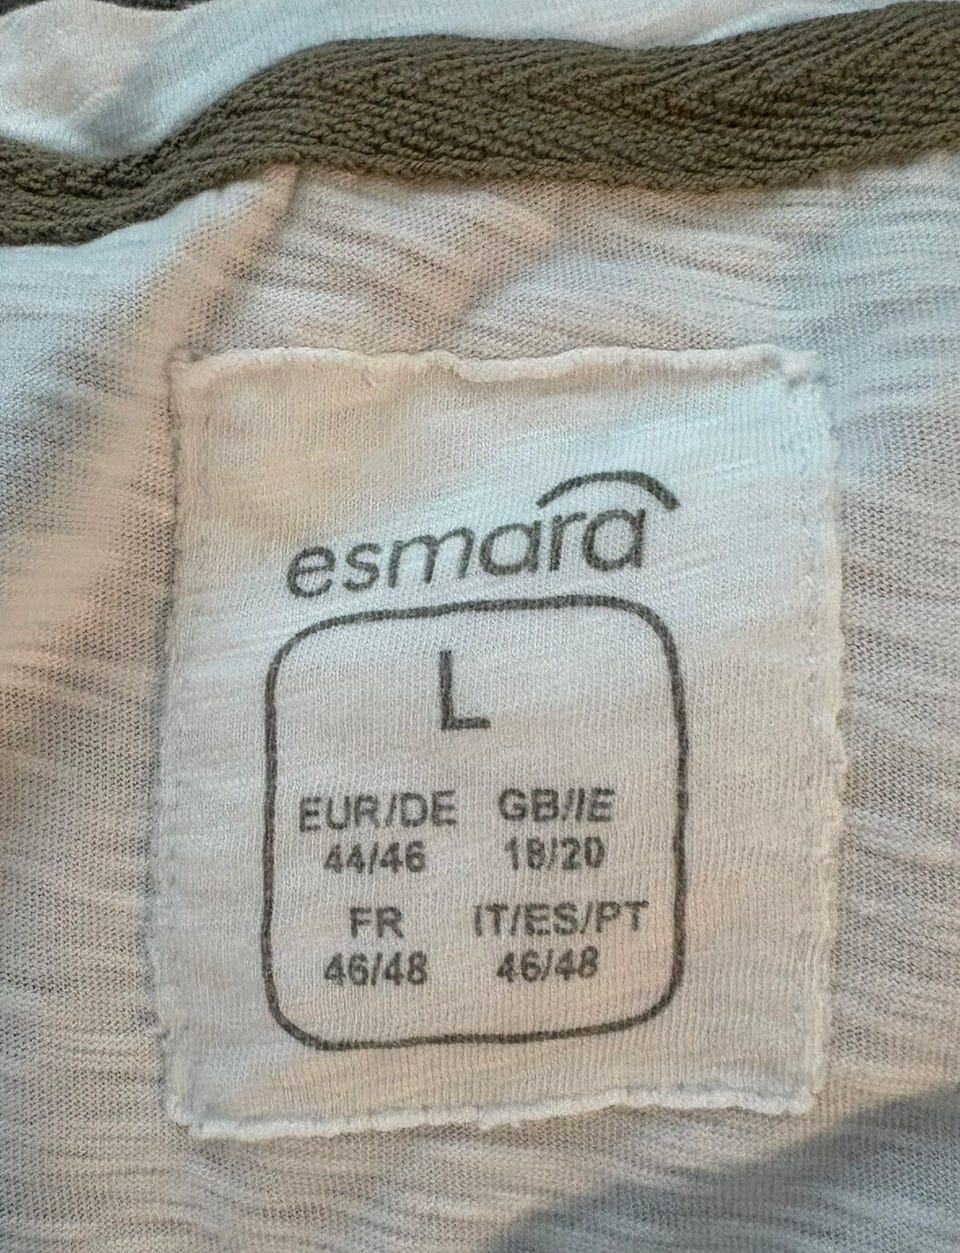 esmara
L
EUR/DE GB/IE
44/46 18/20
FR IT/ES/PT
46/48 46/48